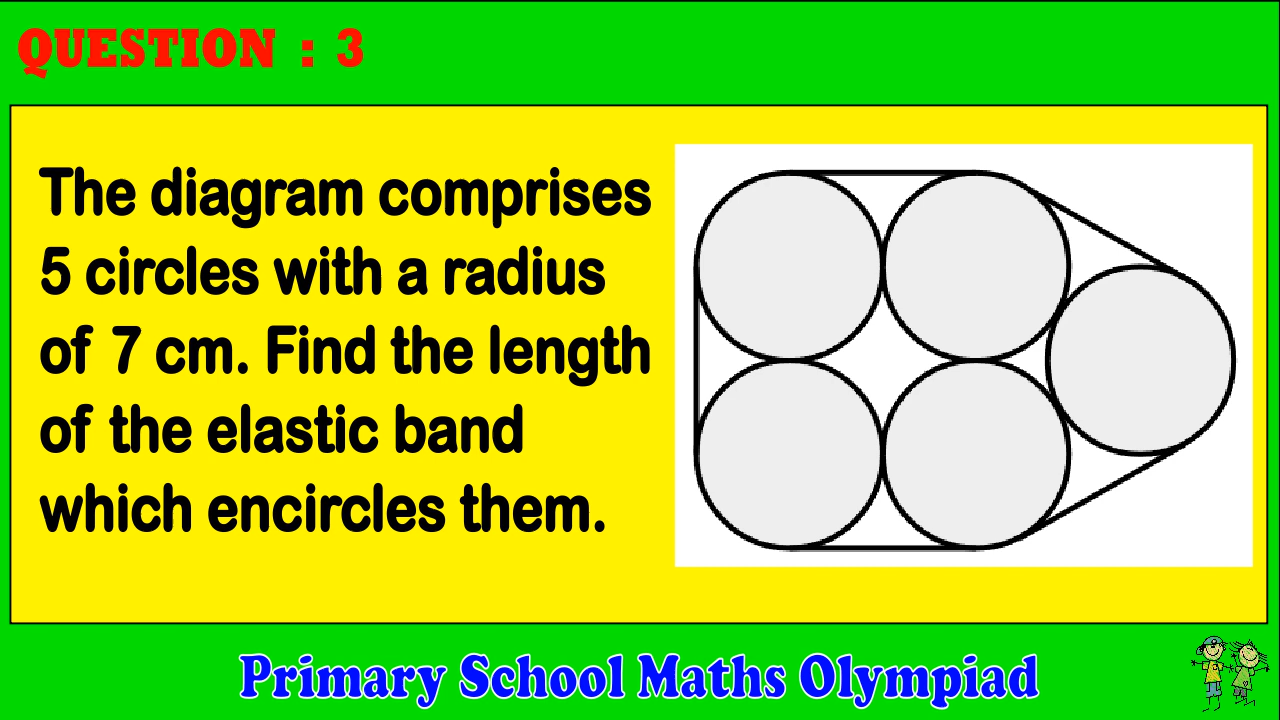 QUESTION : 3
The diagram comprises
5 circles with a radius
of 7 cm. Find the length
of the elastic band
which encircles them.
Primary School Maths Olympiad